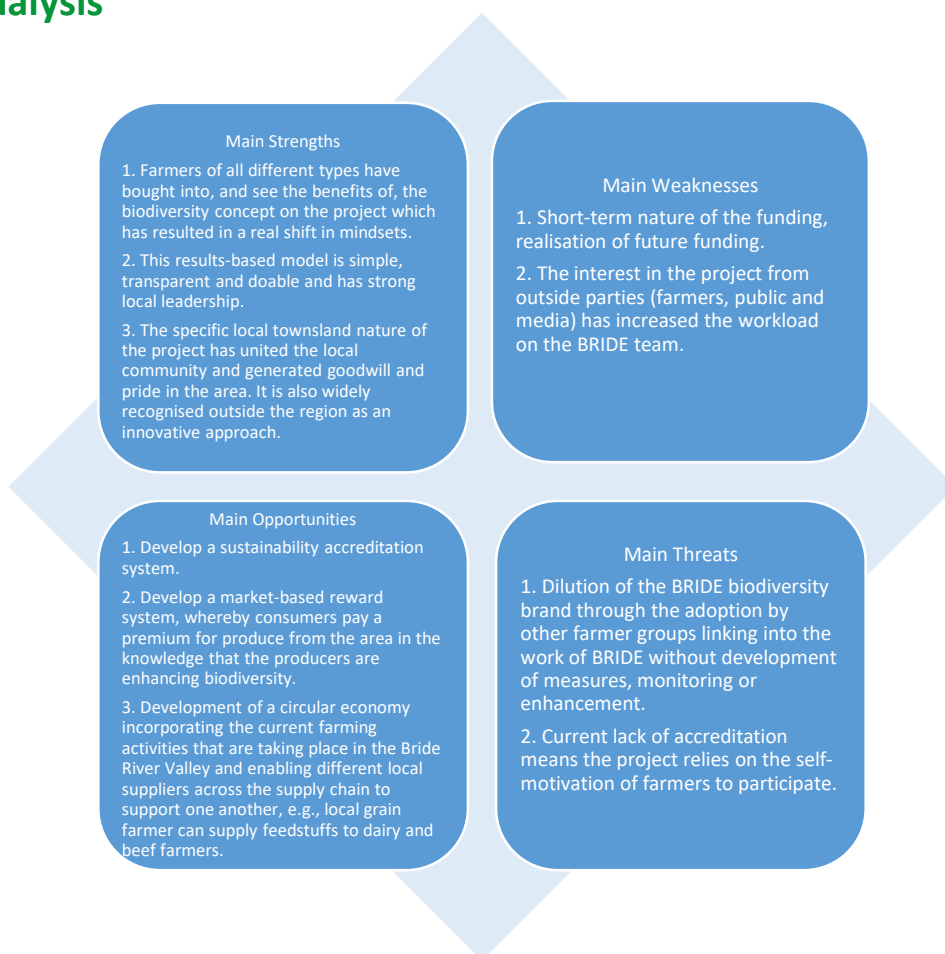 nalysis
Main Strengths
1. Farmers of all different types have
bought into, and see the benefits of, the
biodiversity concept on the project which
has resulted in a real shift in mindsets.
2. This results-based model is simple,
transparent and doable and has strong
local leadership.
3. The specific local townsland nature of
the project has united the local
community and generated goodwill and
pride in the area. It is also widely
recognised outside the region as an
innovative approach.
Main Weaknesses
1. Short-term nature of the funding,
realisation of future funding.
2. The interest in the project from
outside parties (farmers, public and
media) has increased the workload
on the BRIDE team.
Main Opportunities
1. Develop a sustainability accreditation
system.
2. Develop a market-based reward
system, whereby consumers pay a
premium for produce from the area in the
knowledge that the producers are
enhancing biodiversity.
3. Development of a circular economy
incorporating the current farming
activities that are taking place in the Bride
River Valley and enabling different local
suppliers across the supply chain to
support one another, e.g., local grain
farmer can supply feedstuffs to dairy and
beef farmers.
Main Threats
1. Dilution of the BRIDE biodiversity
brand through the adoption by
other farmer groups linking into the
work of BRIDE without development
of measures, monitoring or
enhancement.
2. Current lack of accreditation
means the project relies on the self-
motivation of farmers to participate.